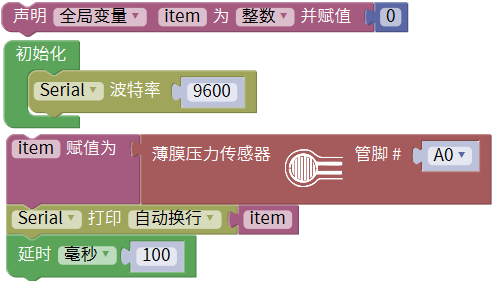 声明 全局变量 item 为 整数 并赋值 0
初始化
Serial 波特率 9600
item 赋值为 薄膜压力传感器 管脚 # A0
Serial 打印 自动换行 item
延时 毫秒 100